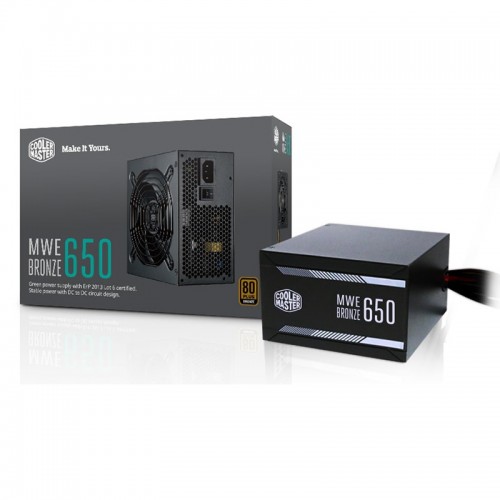 COOLER
MASTER
Make It Yours.
MWE
BRONZE 650
Green power supply with ErP 2013 Lot 6 certified.
Stable power with DC to DC circuit design.
80
PLUS
BRONZE
COOLER
MASTER
MWE
BRONZE 650